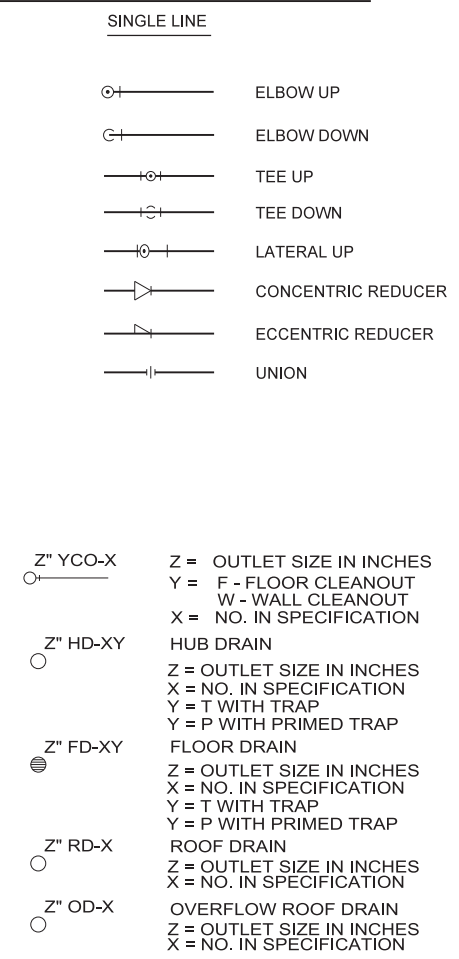 SINGLE LINE
ELBOW UP
ELBOW DOWN
TEE UP
TEE DOWN
LATERAL UP
CONCENTRIC REDUCER
ECCENTRIC REDUCER
UNION
Z" YCO-X
Z = OUTLET SIZE IN INCHES
Y = F - FLOOR CLEANOUT
W - WALL CLEANOUT
X = NO. IN SPECIFICATION
Z" HD-XY HUB DRAIN
Z = OUTLET SIZE IN INCHES
X = NO. IN SPECIFICATION
Y = T WITH TRAP
Y = P WITH PRIMED TRAP
Z" FD-XY FLOOR DRAIN
Z = OUTLET SIZE IN INCHES
X = NO. IN SPECIFICATION
Y = T WITH TRAP
Y = P WITH PRIMED TRAP
Z" RD-X ROOF DRAIN
Z = OUTLET SIZE IN INCHES
X = NO. IN SPECIFICATION
Z" OD-X OVERFLOW ROOF DRAIN
Z = OUTLET SIZE IN INCHES
X = NO. IN SPECIFICATION